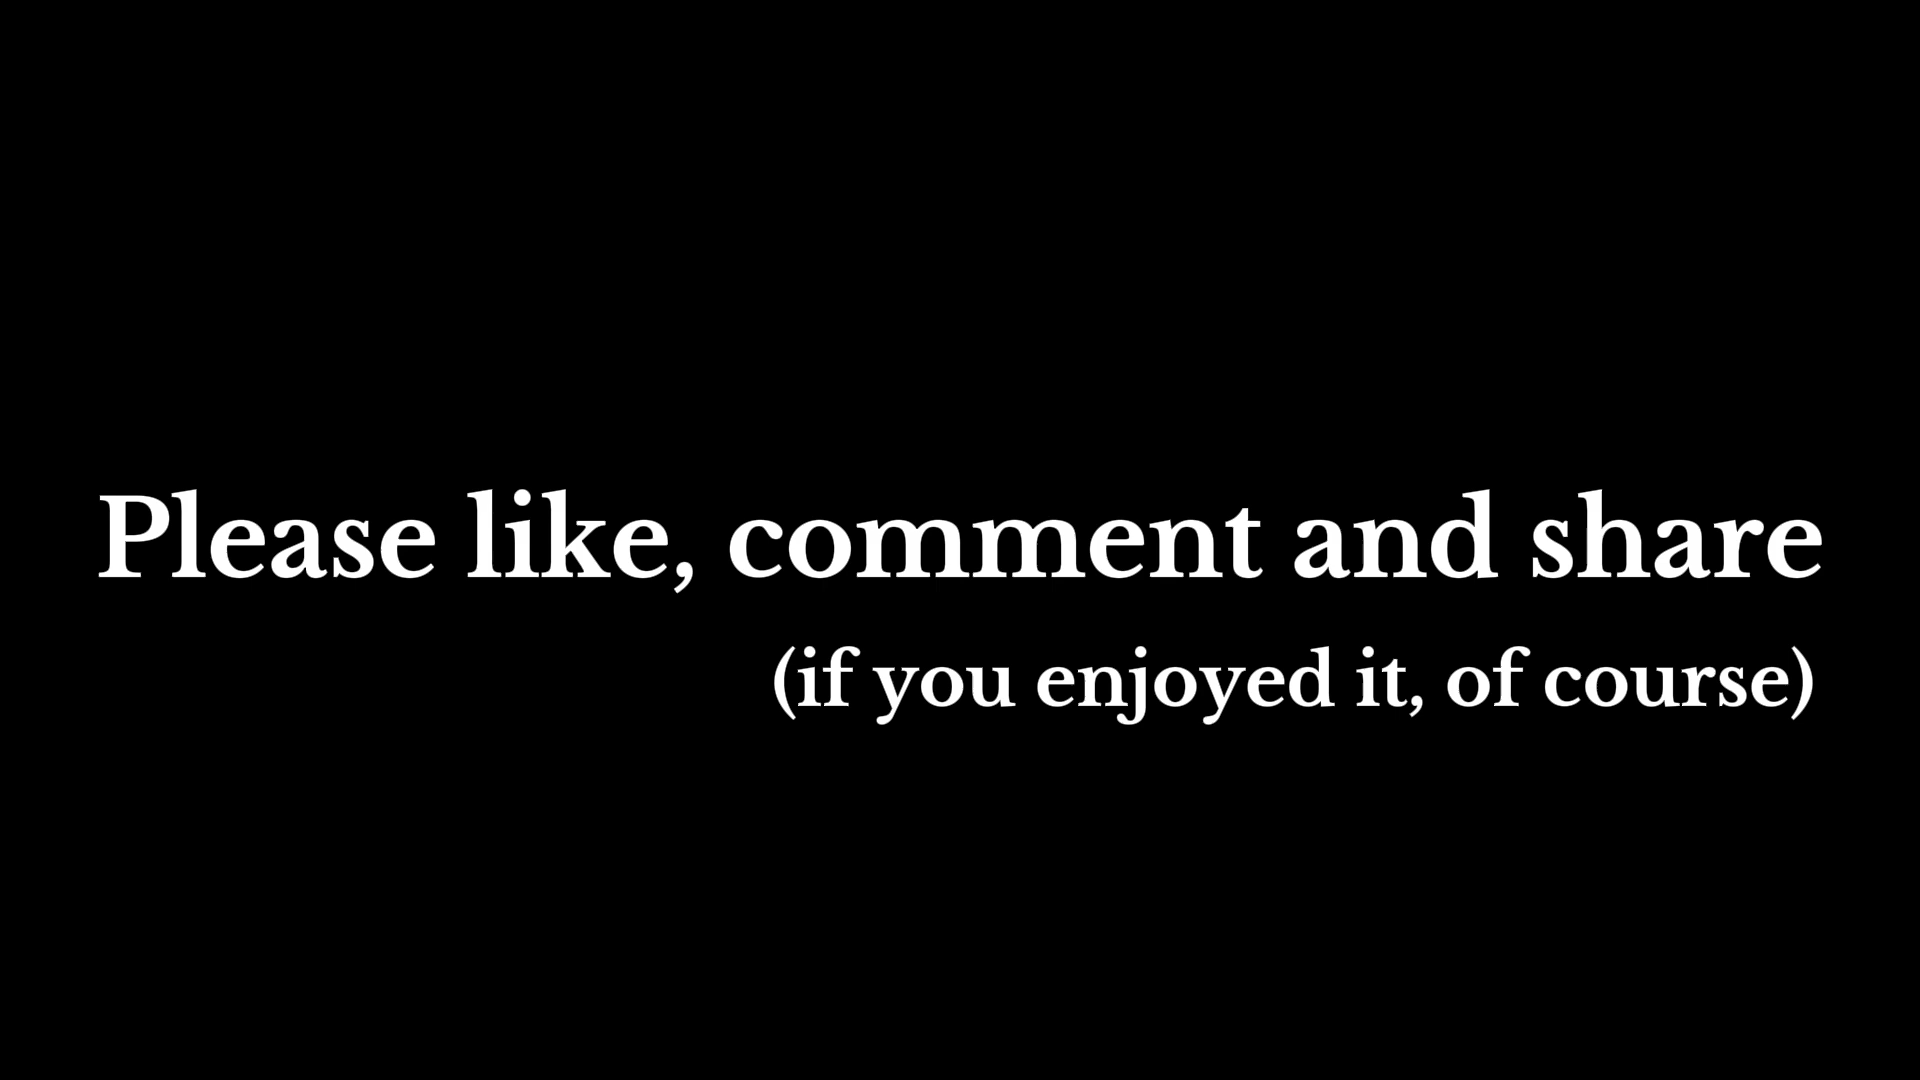 Please like, comment and share
(if you enjoyed it, of course)